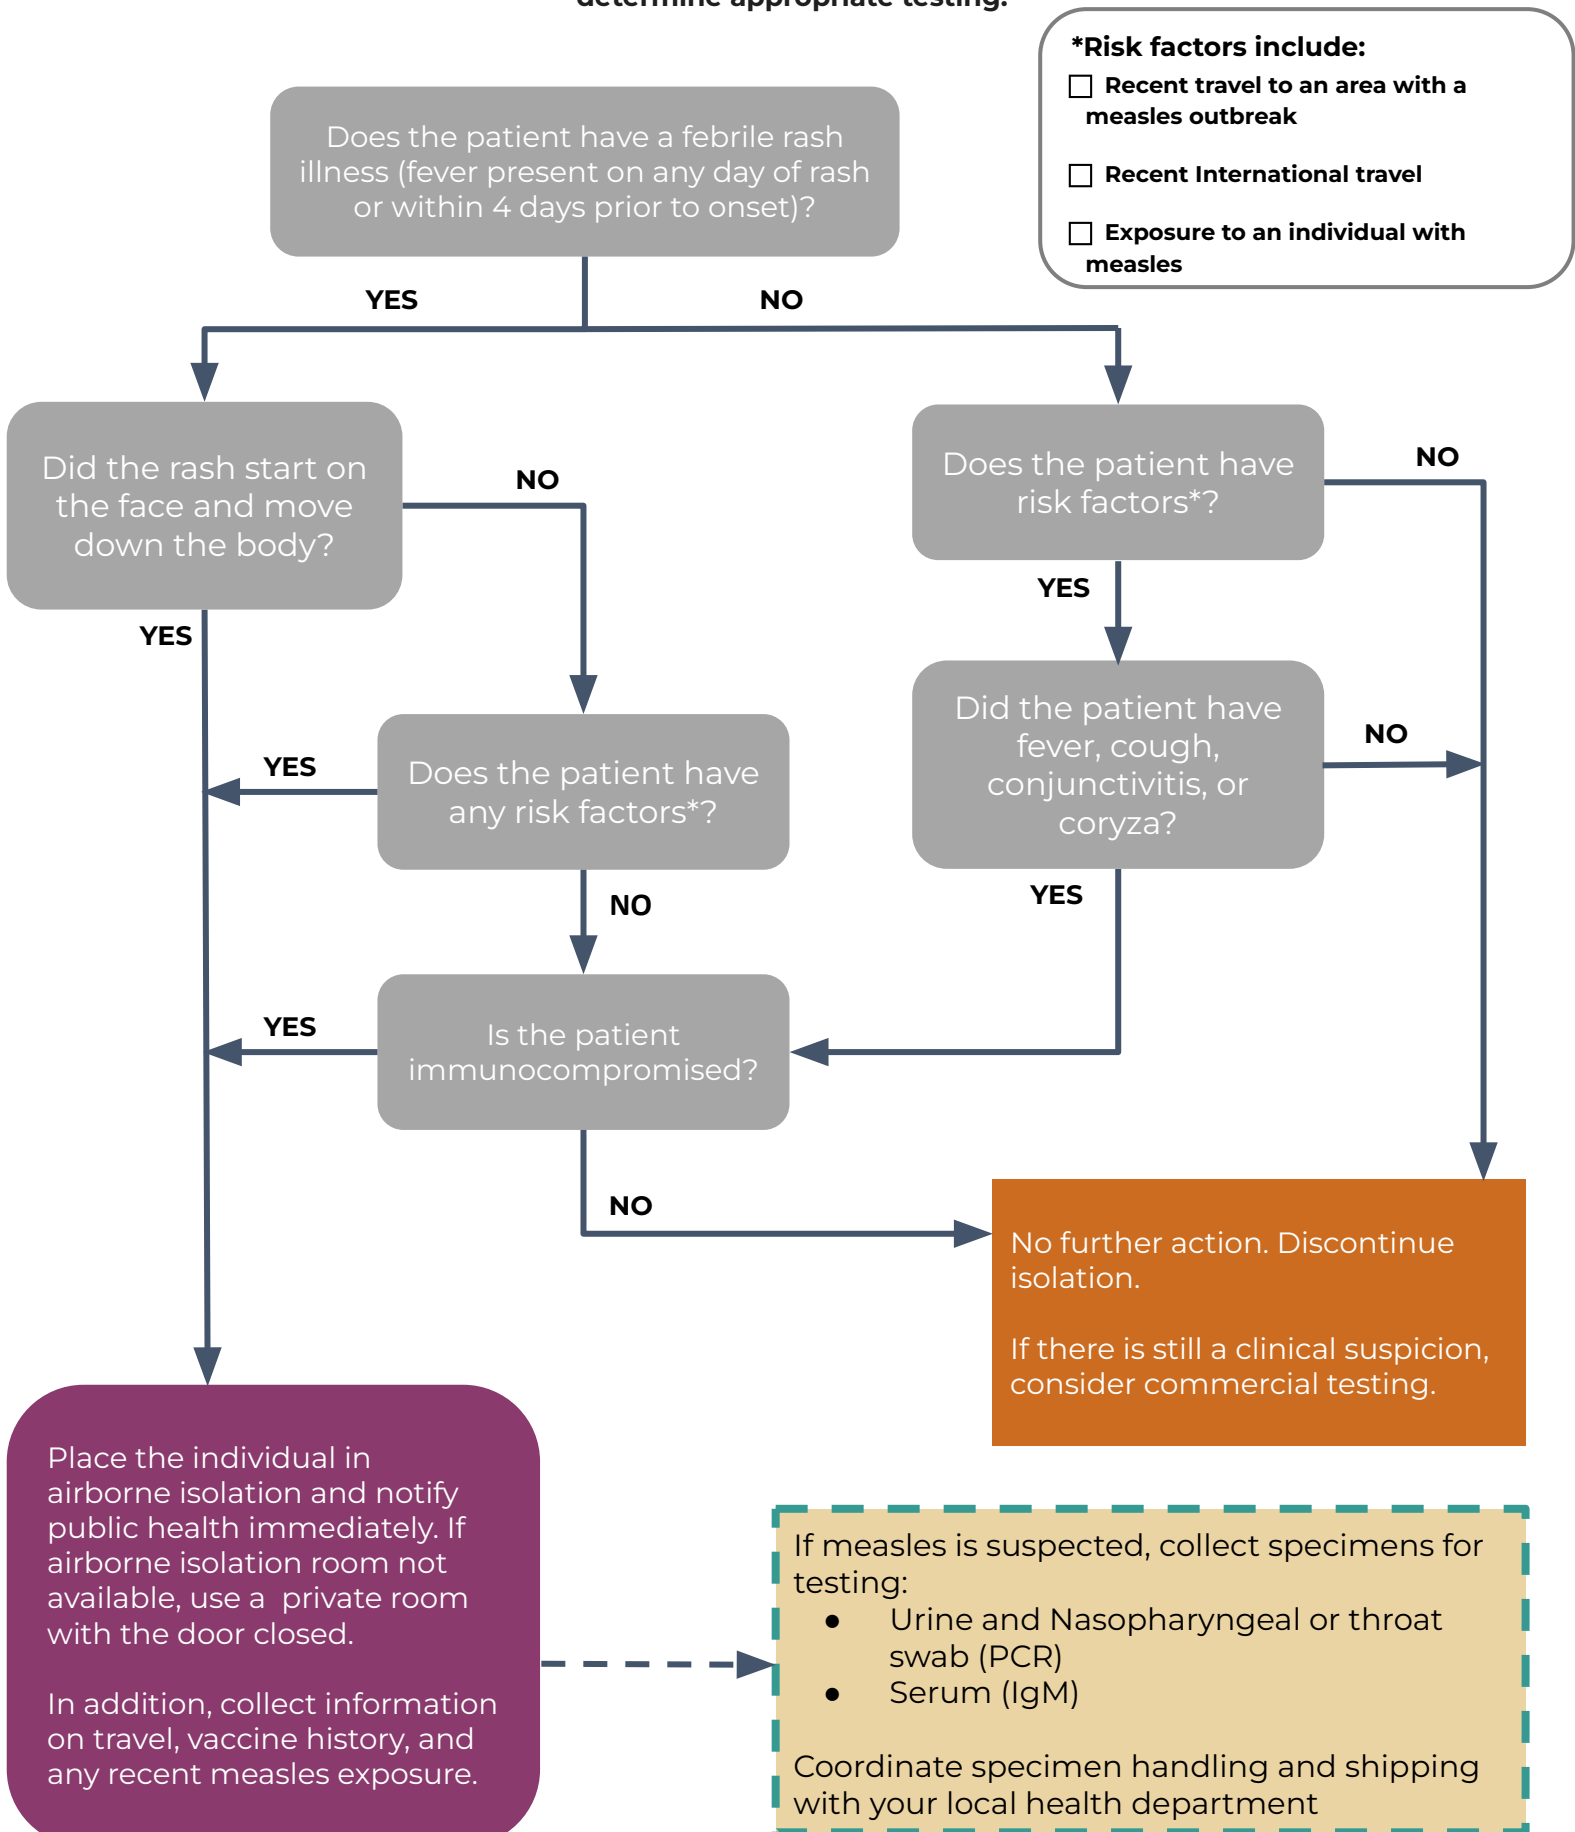 determine appropriate testing.
*Risk factors include:
☐ Recent travel to an area with a
measles outbreak
☐ Recent International travel
☐ Exposure to an individual with
measles
Does the patient have a febrile rash
illness (fever present on any day of rash
or within 4 days prior to onset)?
YES
NO
Did the rash start on
the face and move
down the body?
NO
YES
Does the patient have
risk factors*?
NO
YES
Does the patient have
any risk factors*?
YES
NO
Did the patient have
fever, cough,
conjunctivitis, or
coryza?
NO
YES
Is the patient
immunocompromised?
YES
NO
No further action. Discontinue
isolation.
If there is still a clinical suspicion,
consider commercial testing.
Place the individual in
airborne isolation and notify
public health immediately. If
airborne isolation room not
available, use a  private room
with the door closed.
In addition, collect information
on travel, vaccine history, and
any recent measles exposure.
If measles is suspected, collect specimens for
testing:
● Urine and Nasopharyngeal or throat
swab (PCR)
● Serum (IgM)
Coordinate specimen handling and shipping
with your local health department